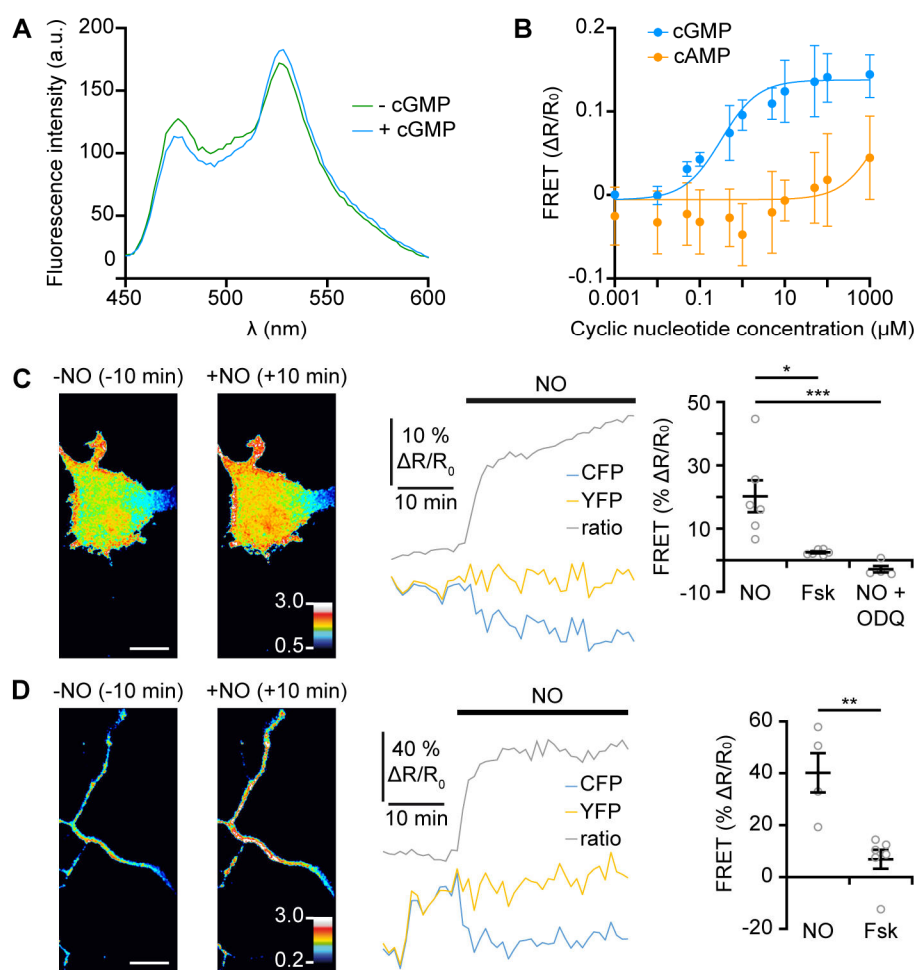 A
Fluorescence intensity (a.u.)
200
150
100
50
0
450
500
550
600
λ (nm)
- cGMP
+ cGMP
B
cGMP
cAMP
FRET (ΔR/R₀)
0.2
0.1
0
-0.1
0.001
0.1
10
1000
Cyclic nucleotide concentration (µM)
C
-NO (-10 min)
+NO (+10 min)
3.0
0.5
NO
10 %
ΔR/R₀
10 min
CFP
YFP
ratio
*
***
FRET (% ΔR/R₀)
50
30
10
-10
NO
Fsk
NO +
ODQ
D
-NO (-10 min)
+NO (+10 min)
3.0
0.2
NO
40 %
ΔR/R₀
10 min
CFP
YFP
ratio
**
FRET (% ΔR/R₀)
60
40
20
0
-20
NO
Fsk